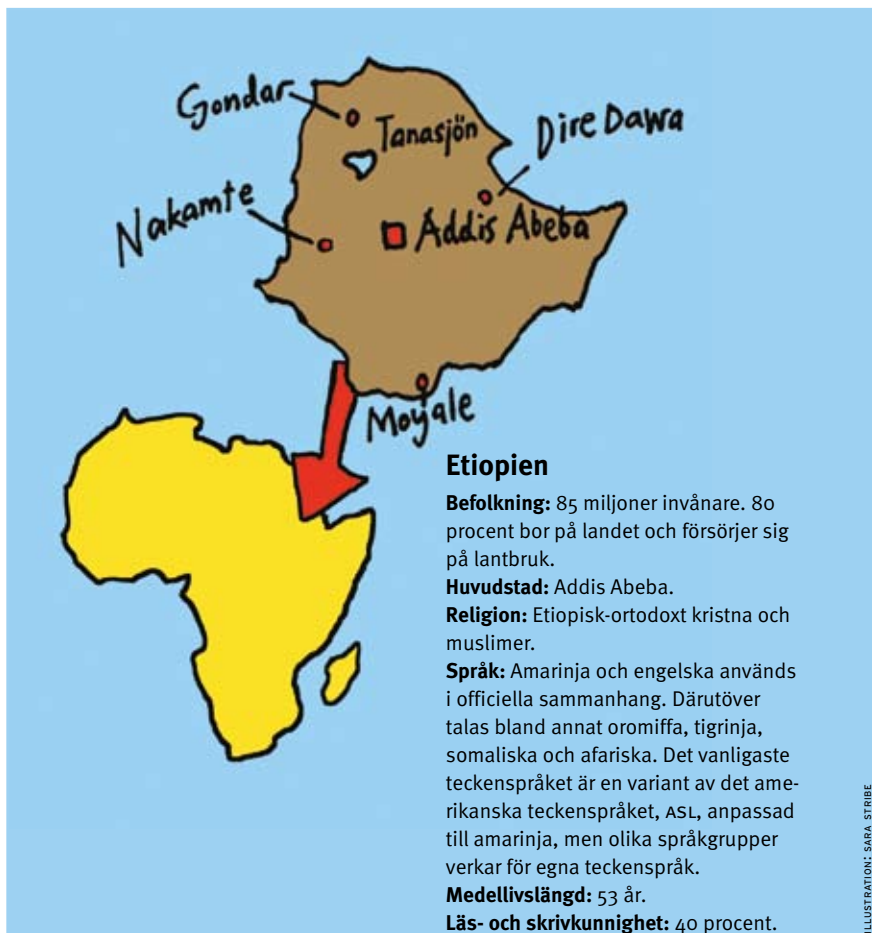 Gondar
Tanasjön
Dire Dawa
Nakamte
Addis Abeba
Moyale
Etiopien
Befolkning: 85 miljoner invånare. 80
procent bor på landet och försörjer sig
på lantbruk.
Huvudstad: Addis Abeba.
Religion: Etiopisk-ortodoxt kristna och
muslimer.
Språk: Amarinja och engelska används
i officiella sammanhang. Därutöver
talas bland annat oromiffa, tigrinja,
somaliska och afariska. Det vanligaste
teckenspråket är en variant av det ame-
rikanska teckenspråket, ASL, anpassad
till amarinja, men olika språkgrupper
verkar för egna teckenspråk.
Medellivslängd: 53 år.
Läs- och skrivkunnighet: 40 procent.
ILLUSTRATION: SARA STRIBE